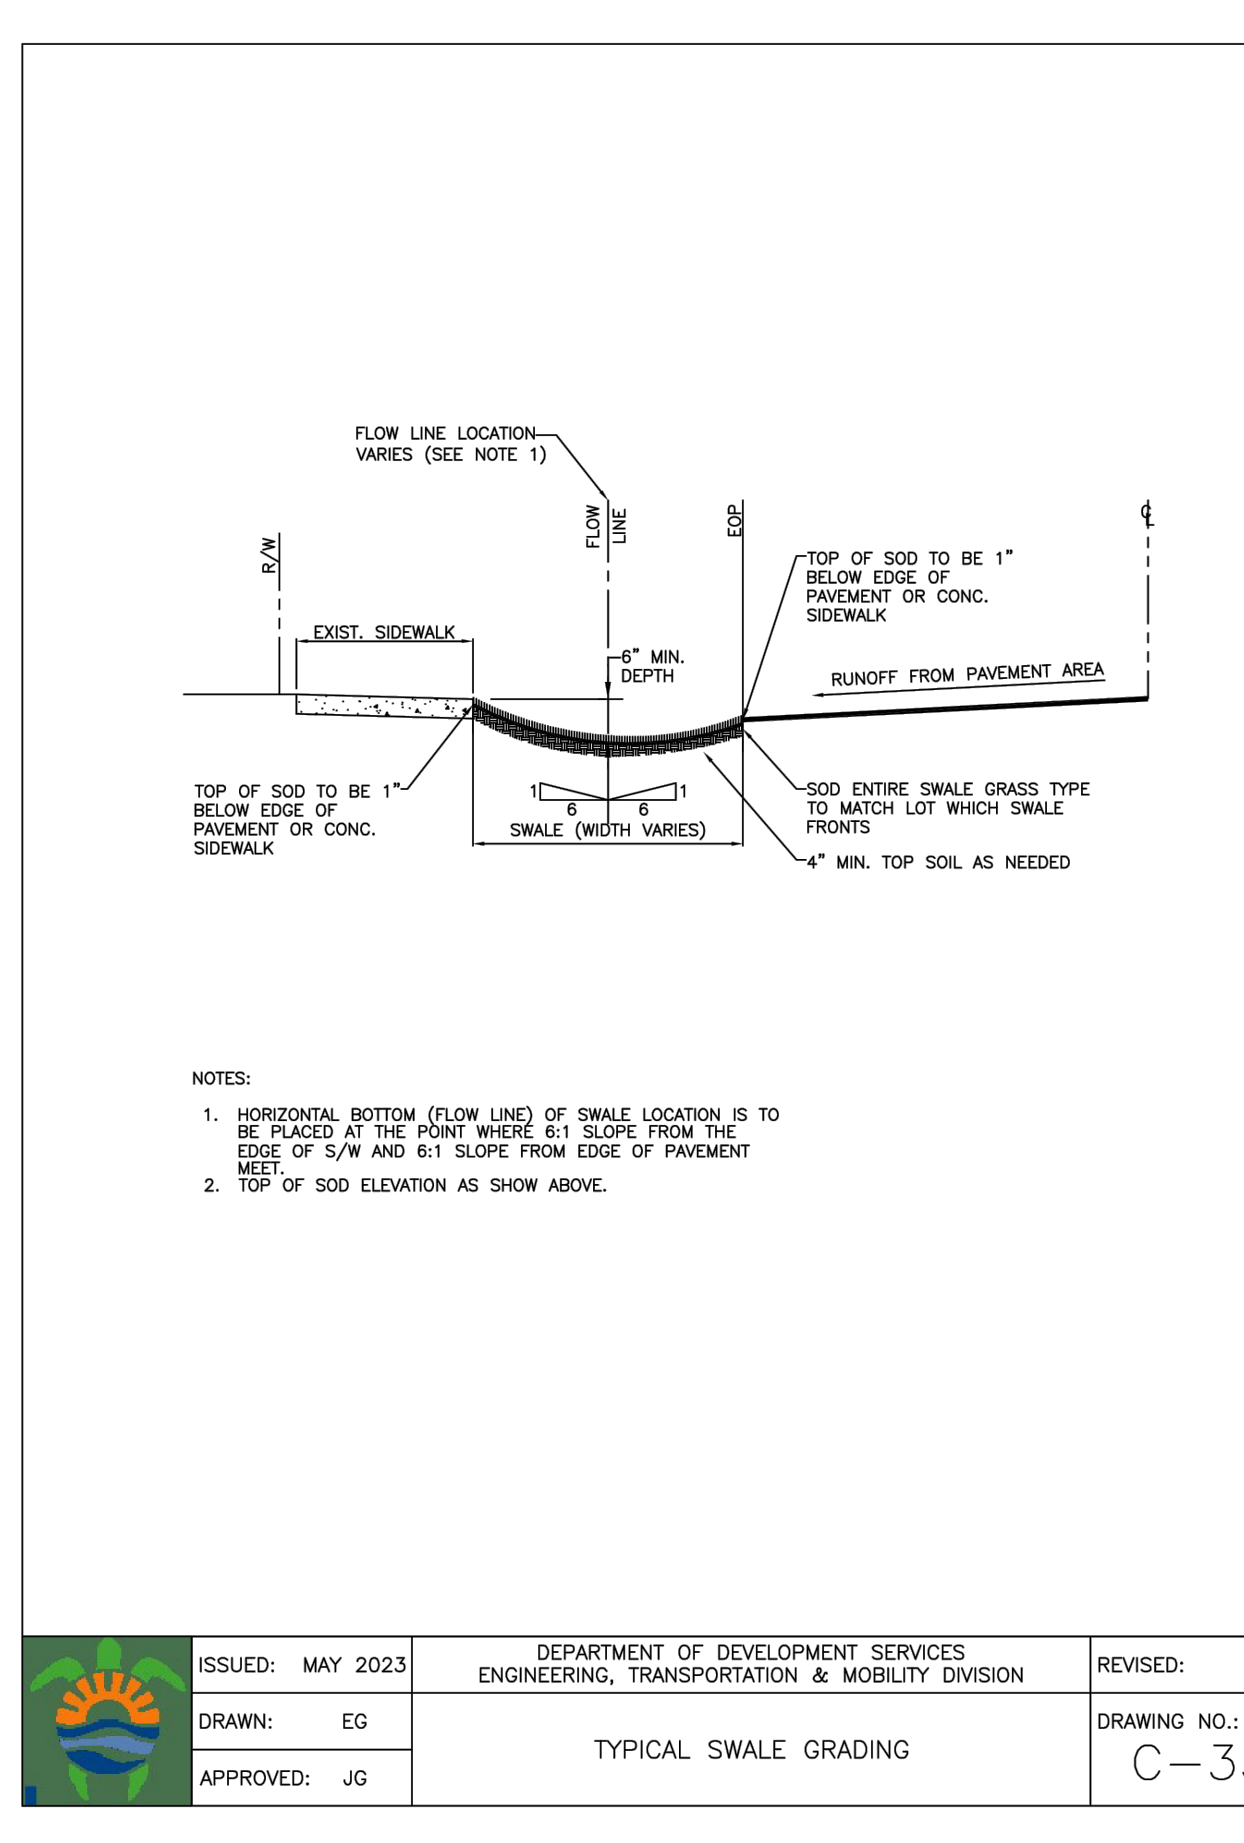 FLOW LINE LOCATION
VARIES (SEE NOTE 1)
FLOW
LINE
EOP
℄
R/W
TOP OF SOD TO BE 1"
BELOW EDGE OF
PAVEMENT OR CONC.
SIDEWALK
EXIST. SIDEWALK
6" MIN.
DEPTH
RUNOFF FROM PAVEMENT AREA
TOP OF SOD TO BE 1"
BELOW EDGE OF
PAVEMENT OR CONC.
SIDEWALK
1 1
6 6
SWALE (WIDTH VARIES)
SOD ENTIRE SWALE GRASS TYPE
TO MATCH LOT WHICH SWALE
FRONTS
4" MIN. TOP SOIL AS NEEDED
NOTES:
1. HORIZONTAL BOTTOM (FLOW LINE) OF SWALE LOCATION IS TO
BE PLACED AT THE POINT WHERE 6:1 SLOPE FROM THE
EDGE OF S/W AND 6:1 SLOPE FROM EDGE OF PAVEMENT
MEET.
2. TOP OF SOD ELEVATION AS SHOW ABOVE.
ISSUED: MAY 2023
DRAWN: EG
APPROVED: JG
DEPARTMENT OF DEVELOPMENT SERVICES
ENGINEERING, TRANSPORTATION & MOBILITY DIVISION
TYPICAL SWALE GRADING
REVISED:
DRAWING NO.: